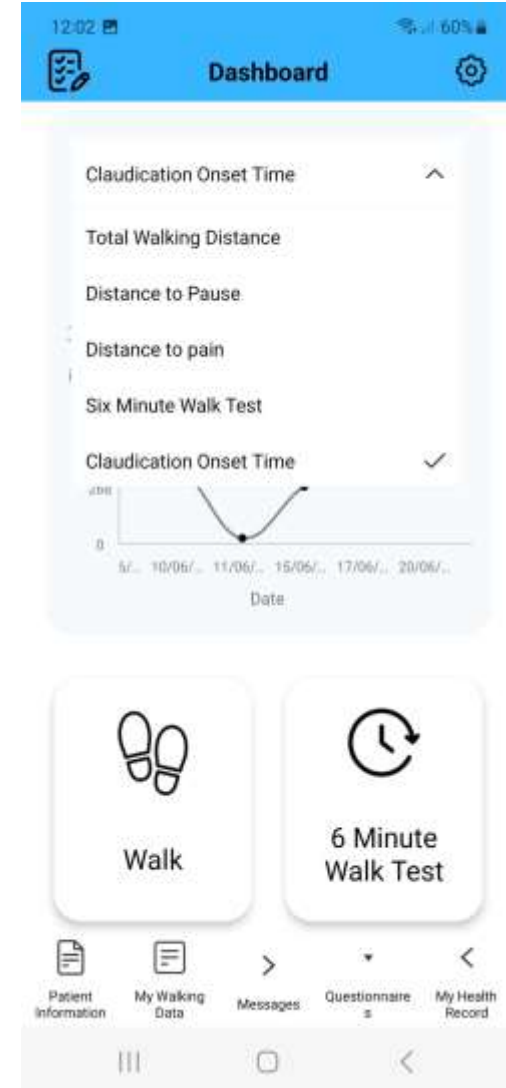 12:02
60%
Dashboard
Claudication Onset Time
Total Walking Distance
Distance to Pause
Distance to pain
Six Minute Walk Test
Claudication Onset Time
0
10/06/... 11/06/... 15/06/... 17/06/... 20/06/...
Date
Walk
6 Minute
Walk Test
Patient
Information
My Walking
Data
Messages
Questionnaire
s
My Health
Record